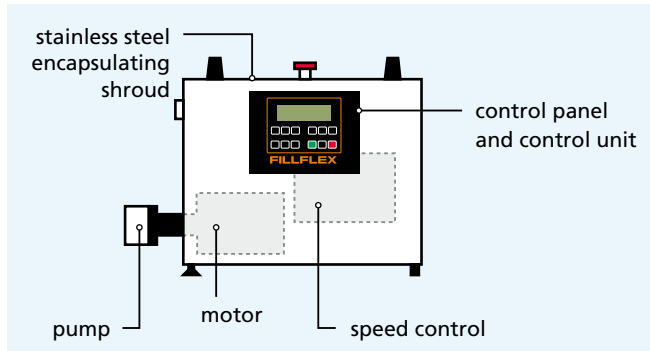 stainless steel
encapsulating
shroud
control panel
and control unit
FILLFLEX
pump
motor
speed control